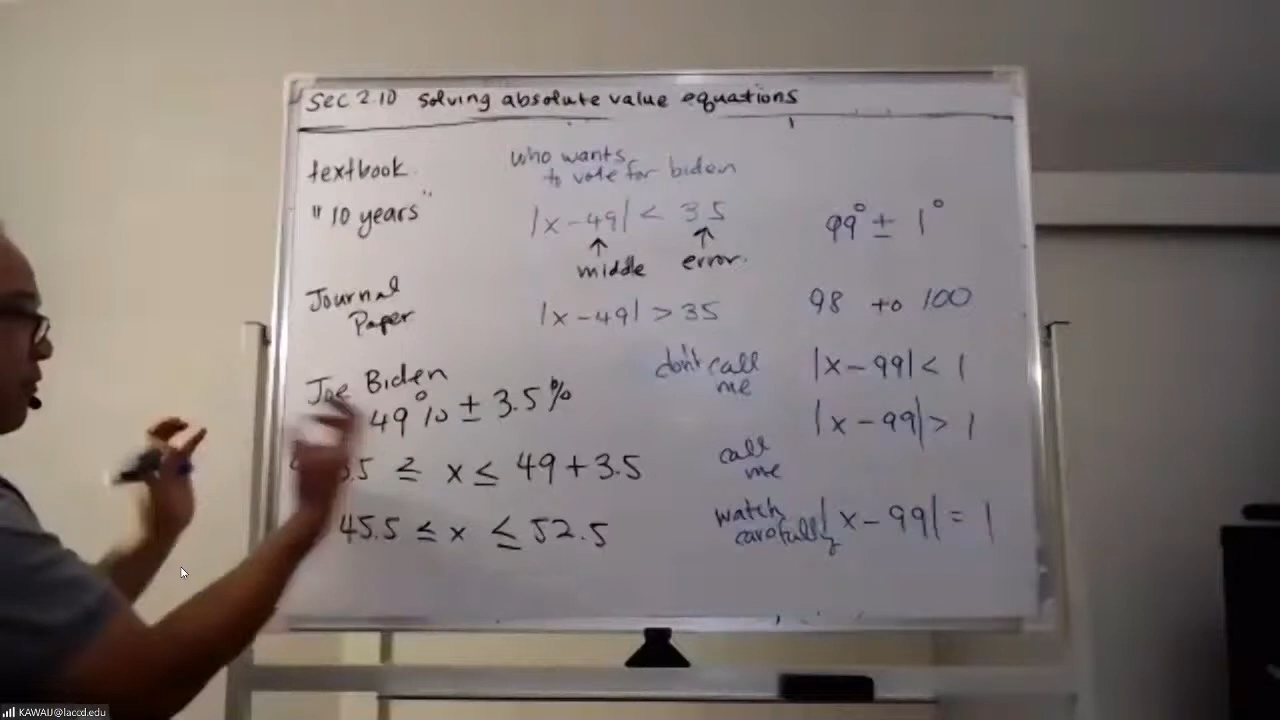 Sec 2.10 solving absolute value equations
textbook
"10 years"
Journal
Paper
Joe Biden
49% ± 3.5%
.5 ≤ x ≤ 49+3.5
45.5 ≤ x ≤ 52.5
who wants
to vote for biden
|x-49| < 35
↑ ↑
middle error.
|x-49| > 35
99° ± 1°
98 to 100
don't call
me
|x-99| < 1
call
me
|x-99| > 1
watch
carefully
|x-99| = 1
KAWAIJ@laccd.edu